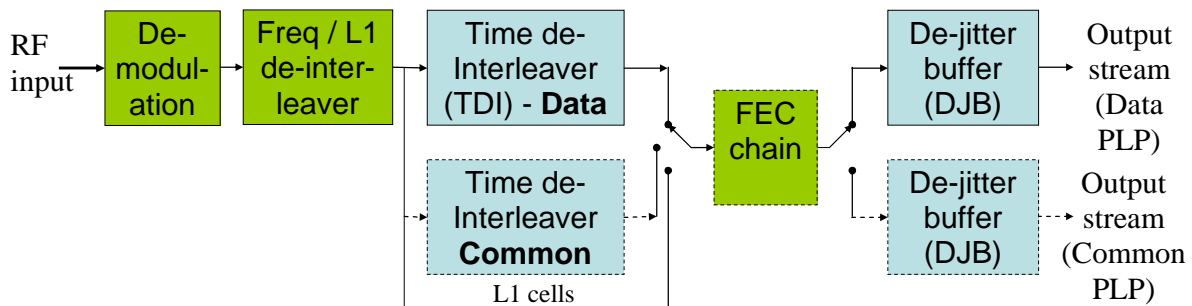 RF
input
De-
modul-
ation
Freq / L1
de-inter-
leaver
Time de-
Interleaver
(TDI) - Data
Time de-
Interleaver
Common
L1 cells
FEC
chain
De-jitter
buffer
(DJB)
Output
stream
(Data
PLP)
De-jitter
buffer
(DJB)
Output
stream
(Common
PLP)